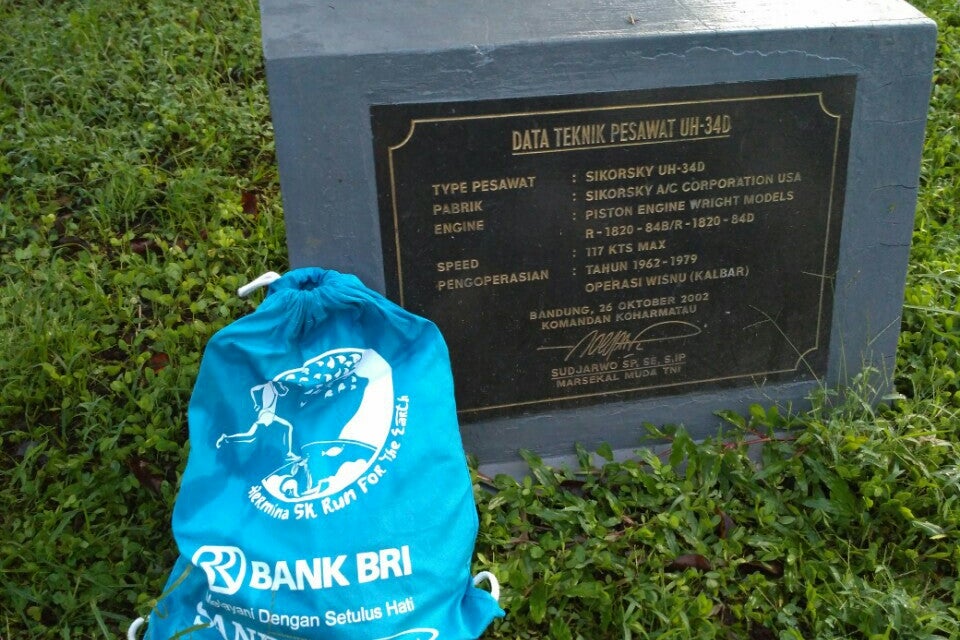 DATA TEKNIK PESAWAT UH-34D
TYPE PESAWAT : SIKORSKY UH-34D
PABRIK : SIKORSKY A/C CORPORATION USA
ENGINE : PISTON ENGINE WRIGHT MODELS
R-1820-84B/R-1820-84D
SPEED : 117 KTS MAX
PENGOPERASIAN : TAHUN 1962-1979
OPERASI WISNU (KALBAR)
BANDUNG, 26 OKTOBER 2002
KOMANDAN KOHARMATAU
SUDJARWO SP, SE, S,IP
MARSEKAL MUDA TNI
Hermina 5K Run For The Earth
BANK BRI
Melayani Dengan Setulus Hati